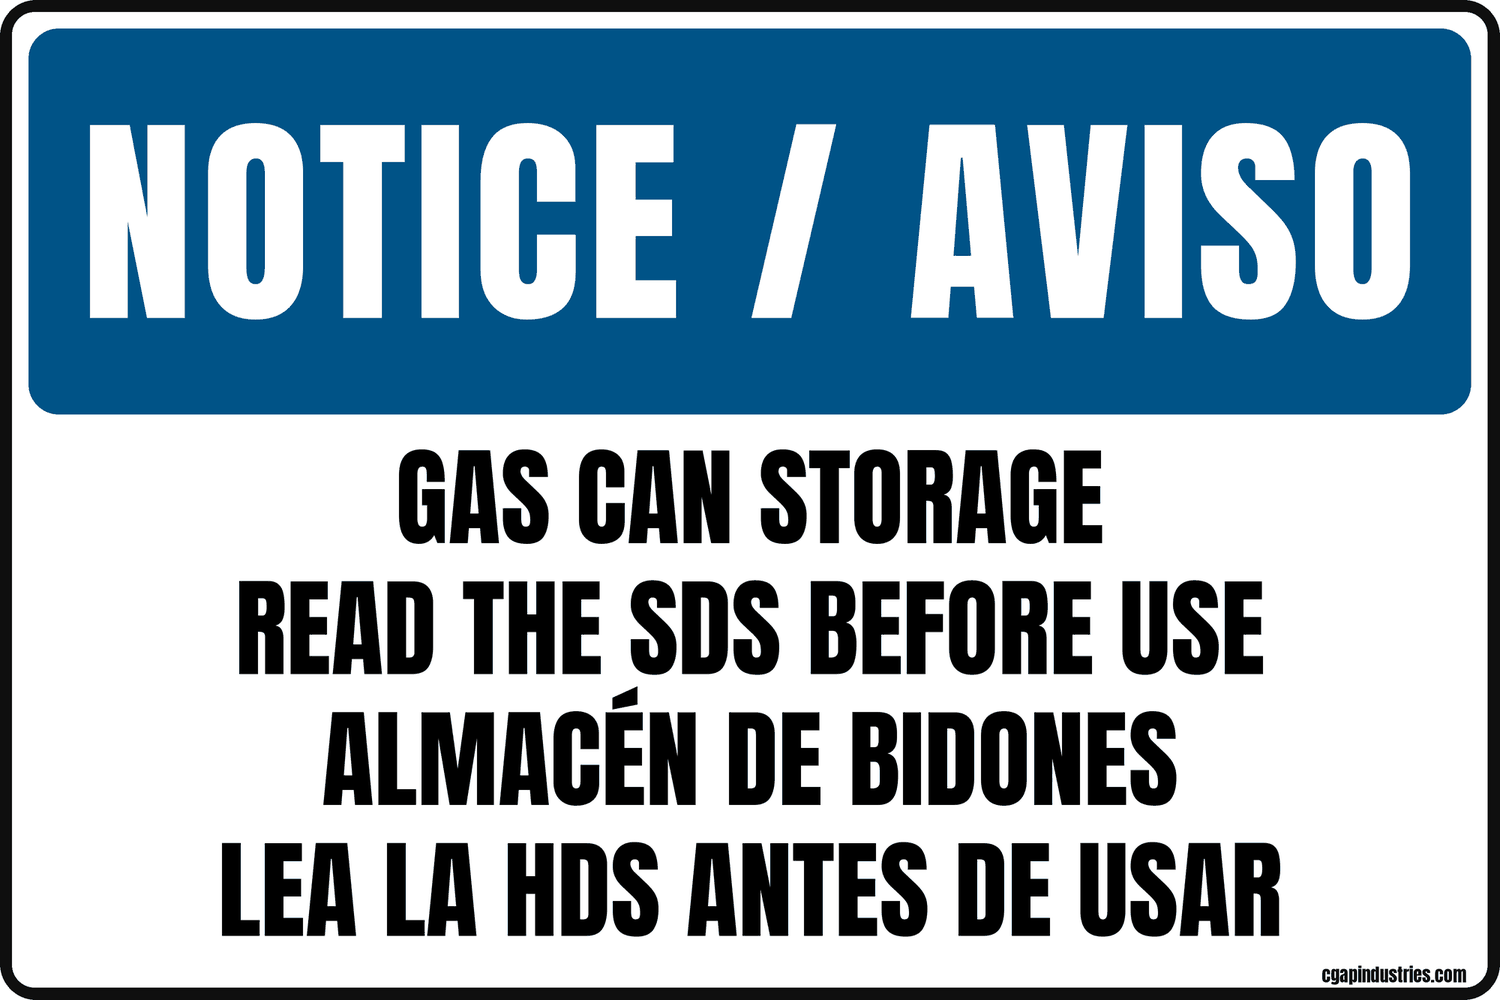 NOTICE / AVISO
GAS CAN STORAGE
READ THE SDS BEFORE USE
ALMACÉN DE BIDONES
LEA LA HDS ANTES DE USAR
cgapindustries.com